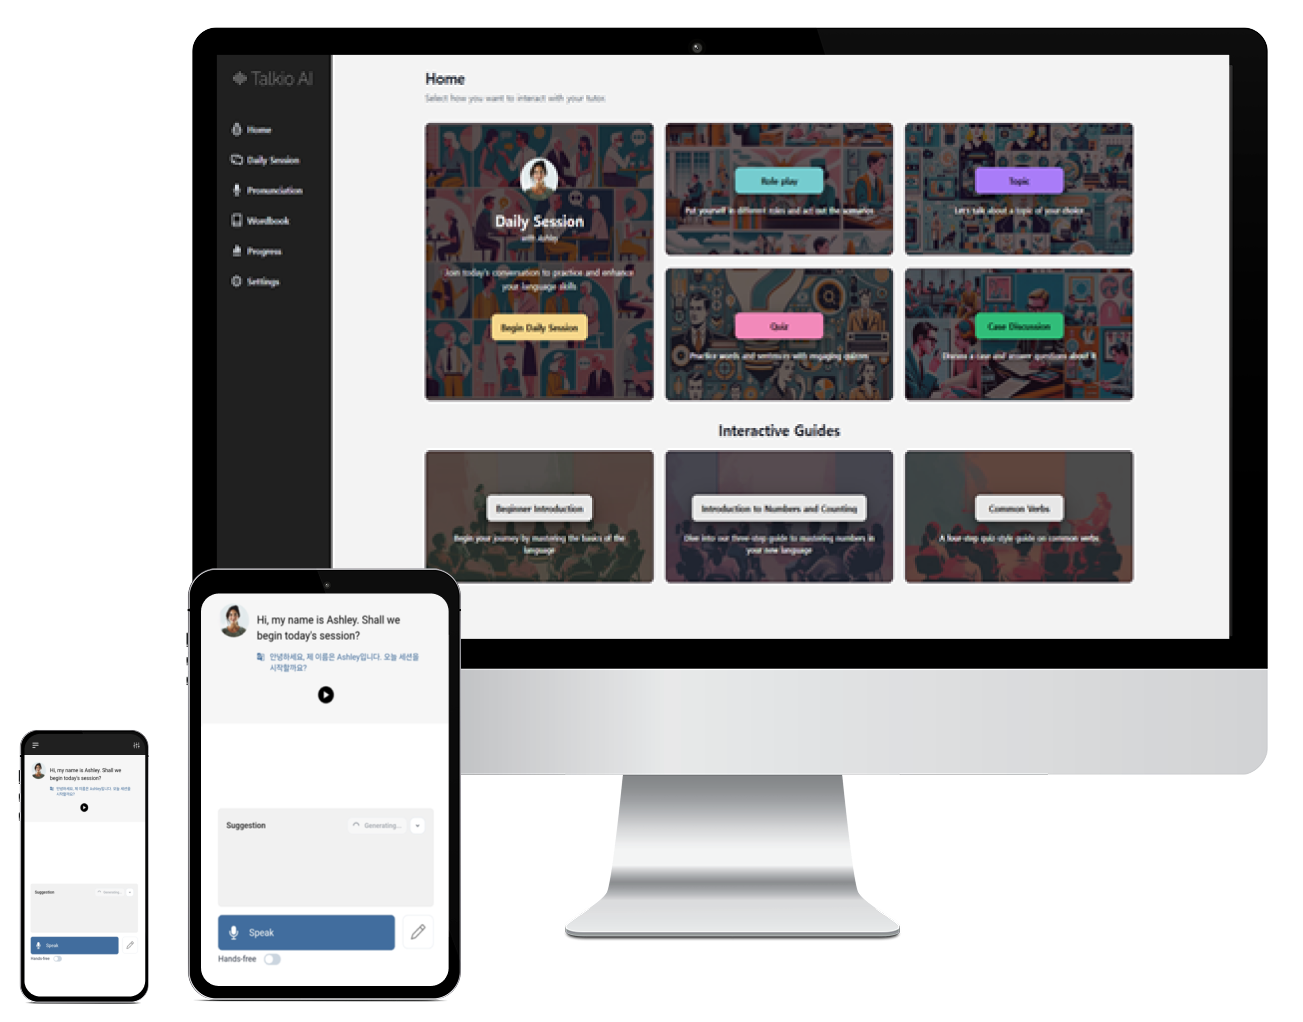 Talkio AI
Home
Daily Session
Pronunciation
Wordbook
Progress
Settings
Home
Select how you want to interact with your tutor.
Daily Session
with Ashley
Join today's conversation to practice and enhance
your language skills
Begin Daily Session
Role play
Put yourself in different roles and act out the scenarios
Topic
Let's talk about a topic of your choice
Quiz
Practice words and sentences with engaging quizzes
Case Discussion
Discuss a case and answer questions about it
Interactive Guides
Beginner Introduction
Begin your journey by mastering the basics of the
language
Introduction to Numbers and Counting
Dive into our three-step guide to mastering numbers in
your new language
Common Verbs
A four-step quiz-style guide on common verbs
Hi, my name is Ashley. Shall we
begin today's session?
안녕하세요, 제 이름은 Ashley입니다. 오늘 세션을
시작할까요?
Suggestion
Generating...
Speak
Hands-free
Hi, my name is Ashley. Shall we
begin today's session?
안녕하세요, 제 이름은 Ashley입니다. 오늘 세션을
시작할까요?
Suggestion
Generating...
Speak
Hands-free